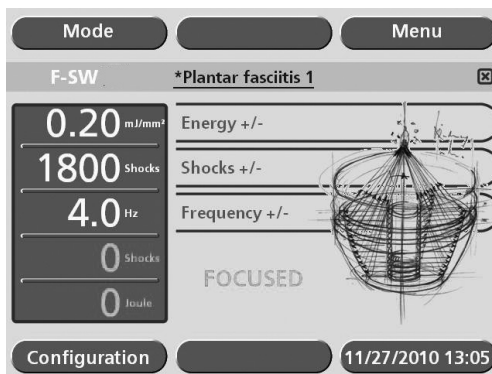 Mode
Menu
F-SW
*Plantar fasciitis 1
0.20 mJ/mm²
Energy +/-
1800 Shocks
Shocks +/-
4.0 Hz
Frequency +/-
0 Shocks
FOCUSED
0 Joule
Configuration
11/27/2010 13:05